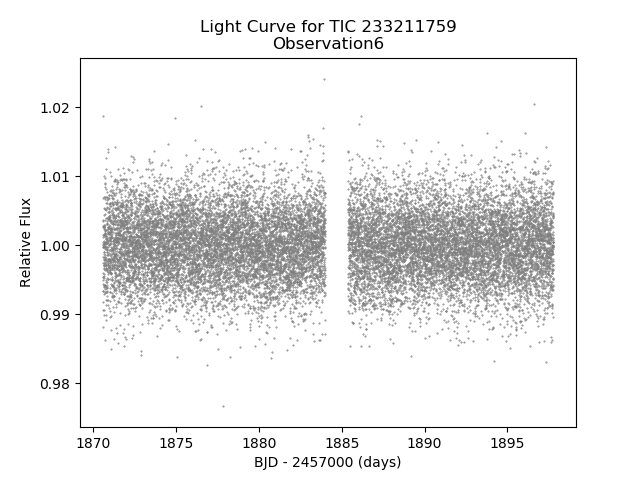 Light Curve for TIC 233211759
Observation6
1.02
1.01
1.00
0.99
0.98
Relative Flux
1870
1875
1880
1885
1890
1895
BJD - 2457000 (days)